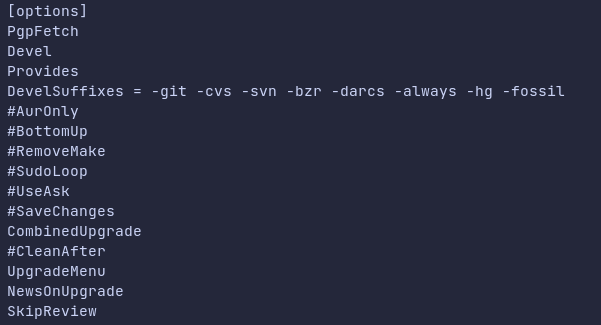 [options]
PgpFetch
Devel
Provides
DevelSuffixes = -git -cvs -svn -bzr -darcs -always -hg -fossil
#AurOnly
#BottomUp
#RemoveMake
#SudoLoop
#UseAsk
#SaveChanges
CombinedUpgrade
#CleanAfter
UpgradeMenu
NewsOnUpgrade
SkipReview